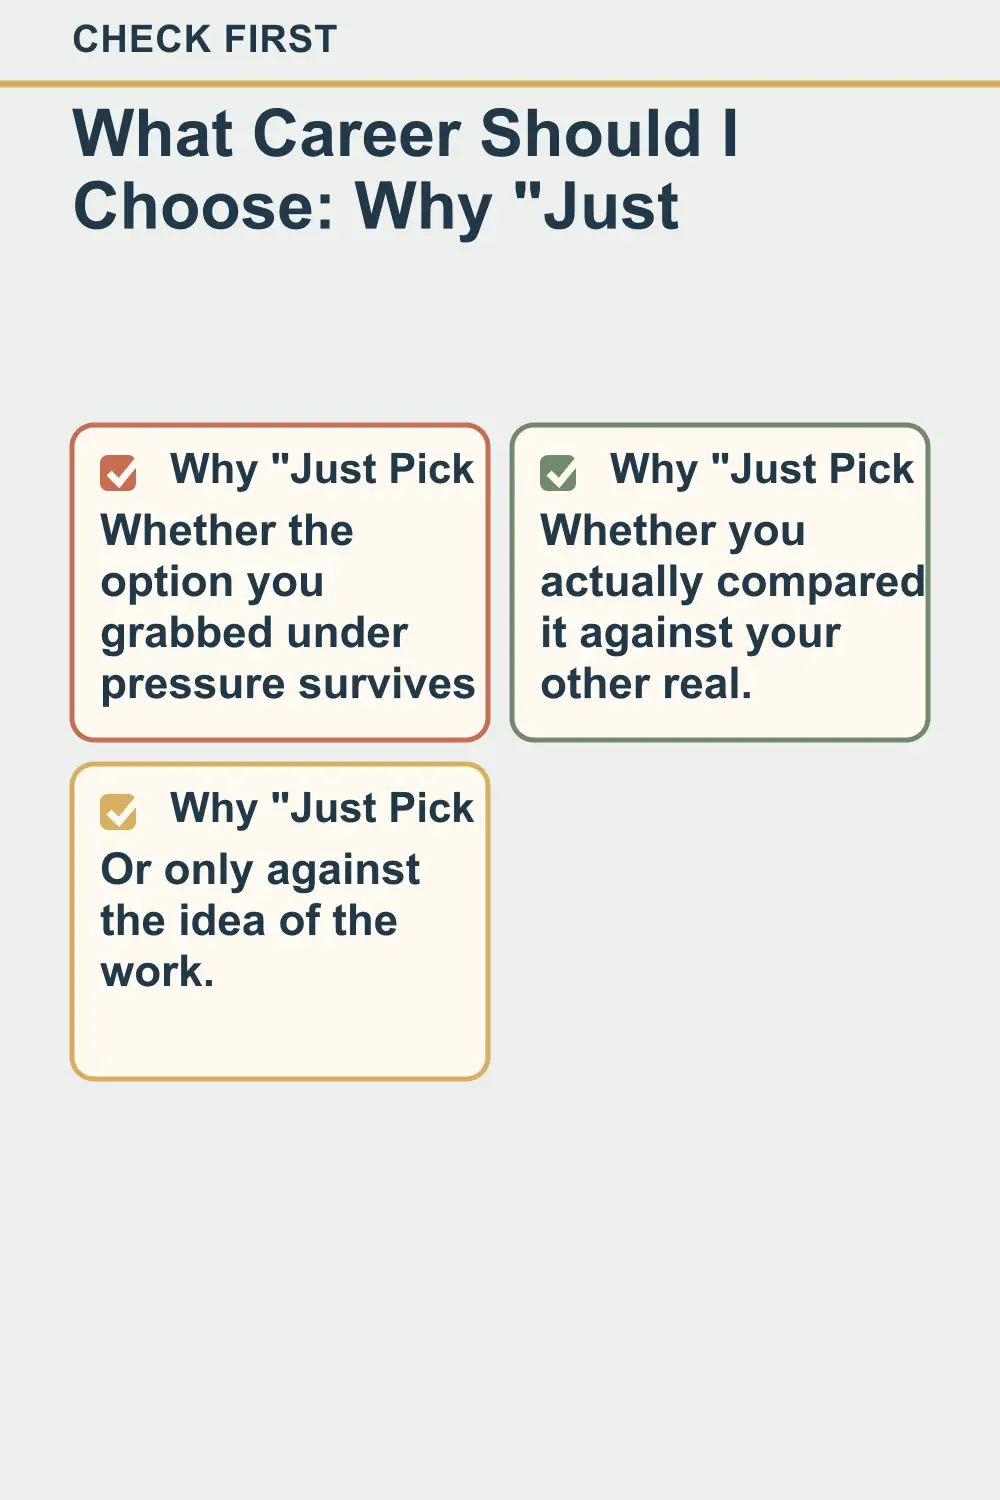 CHECK FIRST
What Career Should I
Choose: Why "Just
Why "Just Pick
Whether the
option you
grabbed under
pressure survives
Why "Just Pick
Whether you
actually compared
it against your
other real.
Why "Just Pick
Or only against
the idea of the
work.